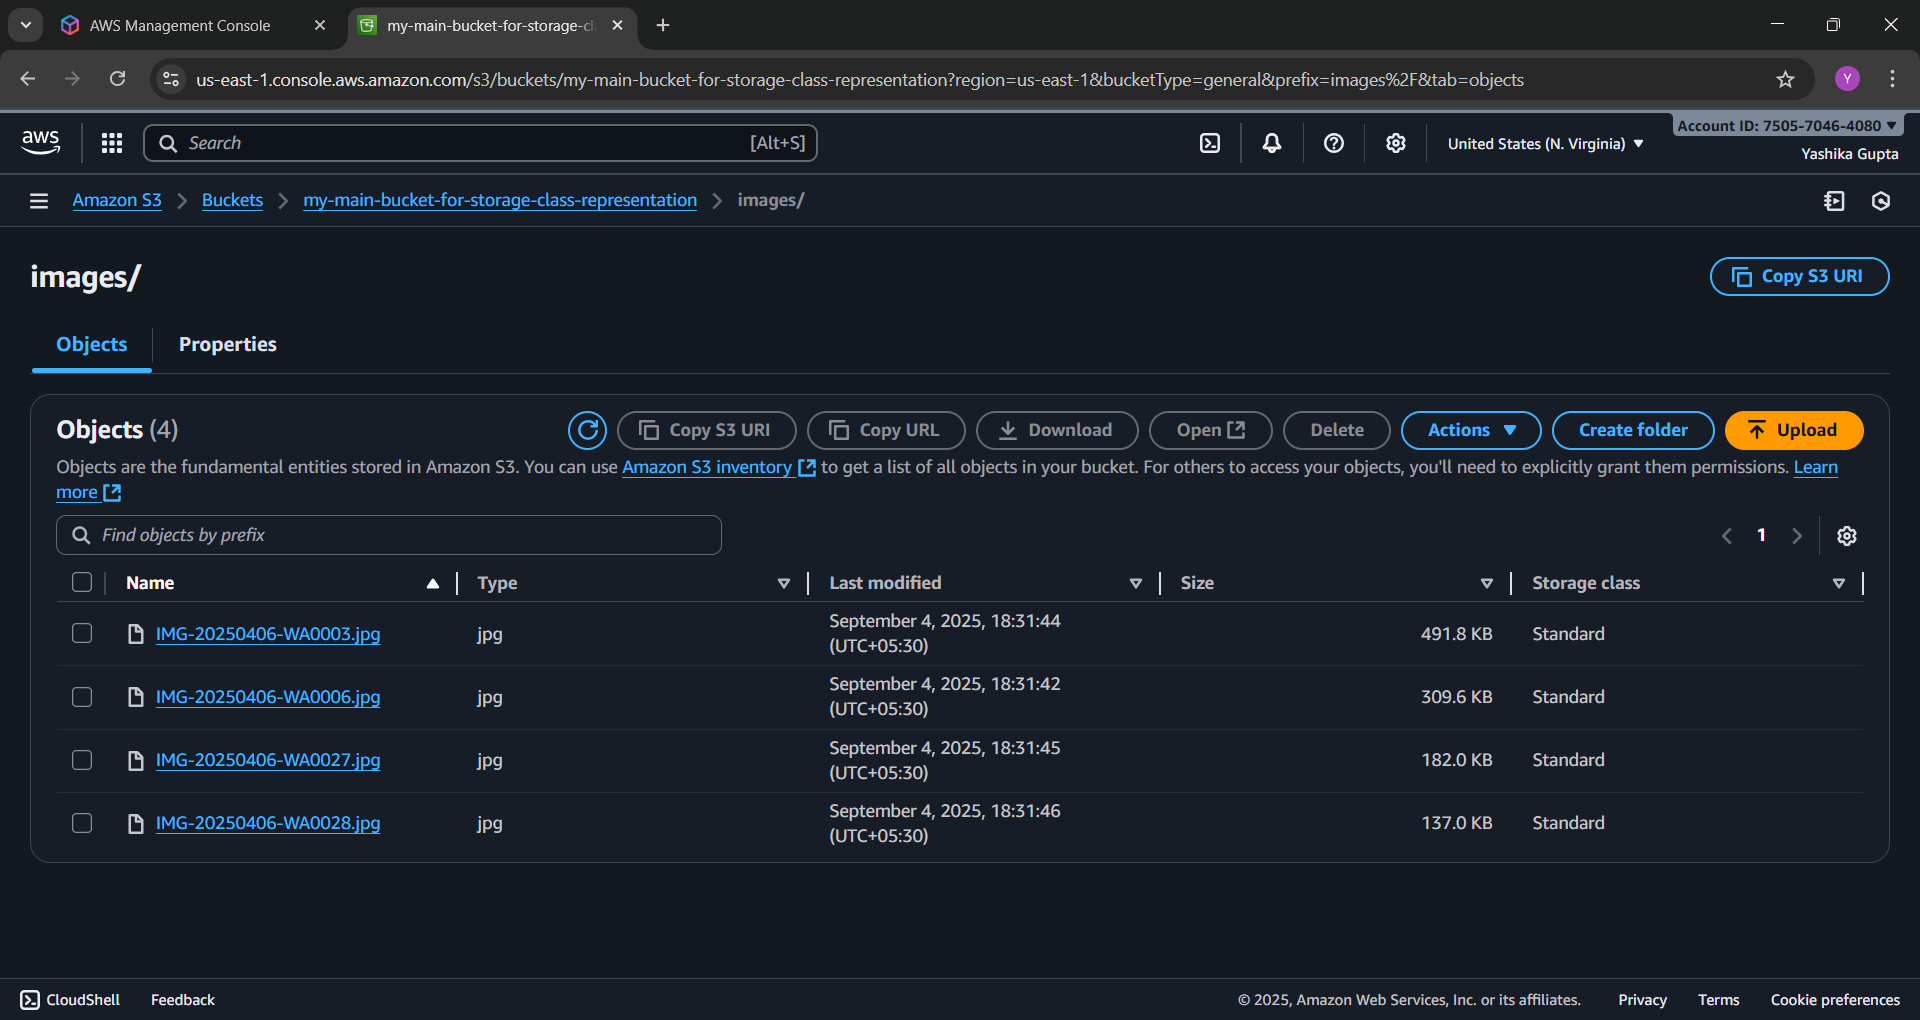 AWS Management Console
my-main-bucket-for-storage-cl
us-east-1.console.aws.amazon.com/s3/buckets/my-main-bucket-for-storage-class-representation?region=us-east-1&bucketType=general&prefix=images%2F&tab=objects
Y
aws
Search
[Alt+S]
United States (N. Virginia)
Account ID: 7505-7046-4080
Yashika Gupta
Amazon S3 > Buckets > my-main-bucket-for-storage-class-representation > images/
images/
Copy S3 URI
Objects
Properties
Objects (4)
Copy S3 URI
Copy URL
Download
Open
Delete
Actions
Create folder
Upload
Objects are the fundamental entities stored in Amazon S3. You can use Amazon S3 inventory to get a list of all objects in your bucket. For others to access your objects, you'll need to explicitly grant them permissions. Learn
more
Find objects by prefix
1
Name Type Last modified Size Storage class
IMG-20250406-WA0003.jpg jpg September 4, 2025, 18:31:44 (UTC+05:30) 491.8 KB Standard
IMG-20250406-WA0006.jpg jpg September 4, 2025, 18:31:42 (UTC+05:30) 309.6 KB Standard
IMG-20250406-WA0027.jpg jpg September 4, 2025, 18:31:45 (UTC+05:30) 182.0 KB Standard
IMG-20250406-WA0028.jpg jpg September 4, 2025, 18:31:46 (UTC+05:30) 137.0 KB Standard
CloudShell
Feedback
© 2025, Amazon Web Services, Inc. or its affiliates.
Privacy
Terms
Cookie preferences